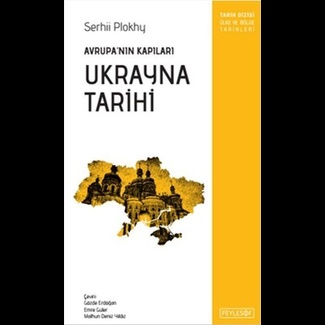 Serhii Plokhy
TARİH DİZİSİ
ÜLKE VE BÖLGE
TARİHLERİ
AVRUPA'NIN KAPILARI
UKRAYNA
TARİHİ
Çeviri
Gözde Erdoğan
Emre Güler
Malhun Deniz Yıldız
FEYLESOF